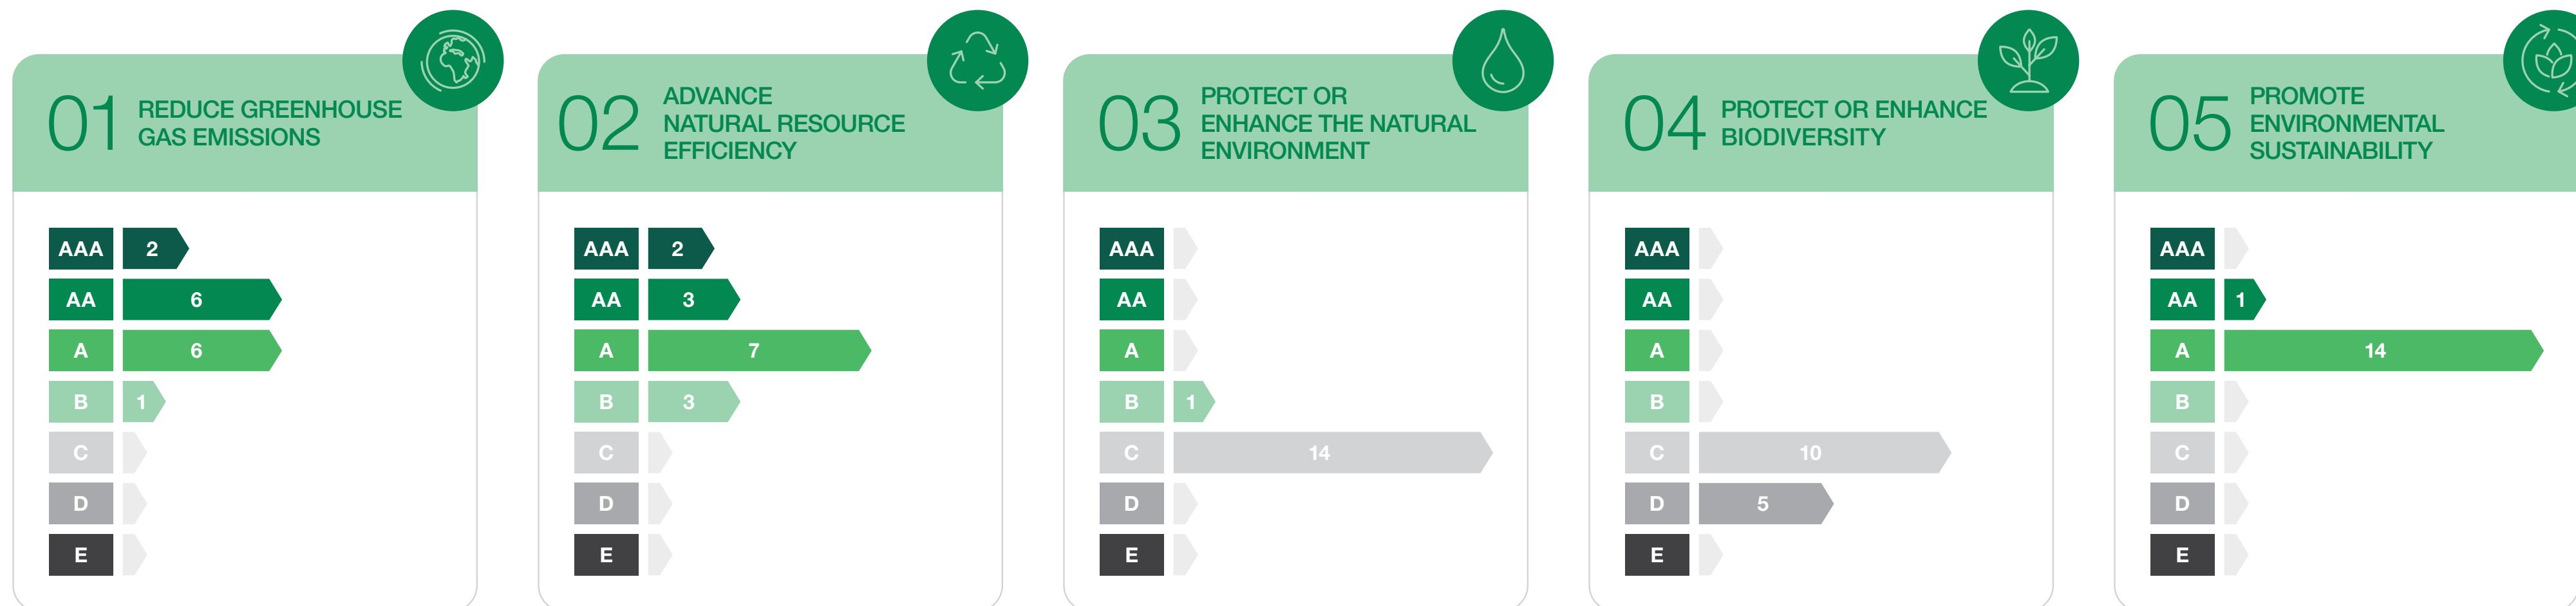 01 REDUCE GREENHOUSE
GAS EMISSIONS
AAA 2
AA 6
A 6
B 1
C
D
E
02 ADVANCE
NATURAL RESOURCE
EFFICIENCY
AAA 2
AA 3
A 7
B 3
C
D
E
03 PROTECT OR
ENHANCE THE NATURAL
ENVIRONMENT
AAA
AA
A
B 1
C 14
D
E
04 PROTECT OR ENHANCE
BIODIVERSITY
AAA
AA
A
B
C 10
D 5
E
05 PROMOTE
ENVIRONMENTAL
SUSTAINABILITY
AAA
AA 1
A 14
B
C
D
E